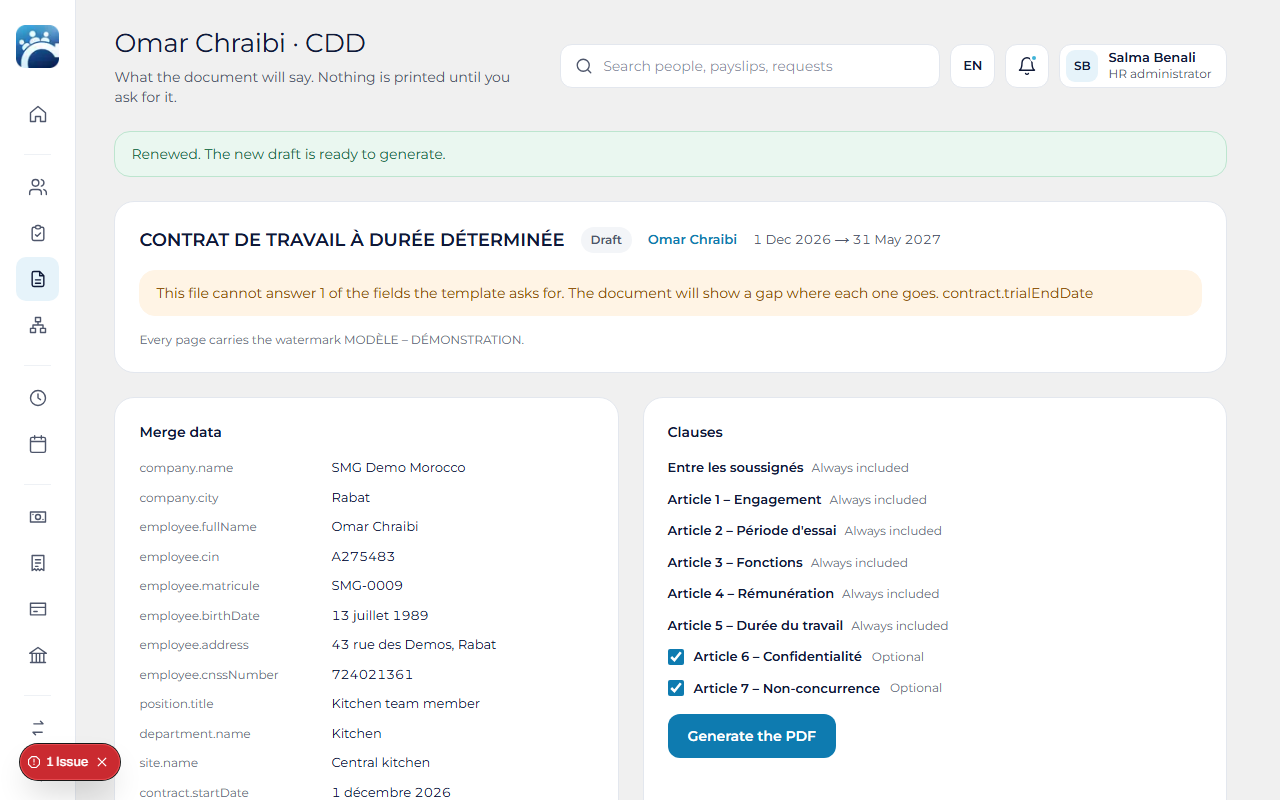 Omar Chraibi · CDD
What the document will say. Nothing is printed until you
ask for it.
Search people, payslips, requests
EN
SB
Salma Benali
HR administrator
Renewed. The new draft is ready to generate.
CONTRAT DE TRAVAIL À DURÉE DÉTERMINÉE Draft Omar Chraibi 1 Dec 2026 → 31 May 2027
This file cannot answer 1 of the fields the template asks for. The document will show a gap where each one goes. contract.trialEndDate
Every page carries the watermark MODÈLE – DÉMONSTRATION.
Merge data
company.name SMG Demo Morocco
company.city Rabat
employee.fullName Omar Chraibi
employee.cin A275483
employee.matricule SMG-0009
employee.birthDate 13 juillet 1989
employee.address 43 rue des Demos, Rabat
employee.cnssNumber 724021361
position.title Kitchen team member
department.name Kitchen
site.name Central kitchen
contract.startDate 1 décembre 2026
Clauses
Entre les soussignés Always included
Article 1 – Engagement Always included
Article 2 – Période d'essai Always included
Article 3 – Fonctions Always included
Article 4 – Rémunération Always included
Article 5 – Durée du travail Always included
Article 6 – Confidentialité Optional
Article 7 – Non-concurrence Optional
Generate the PDF
1 Issue